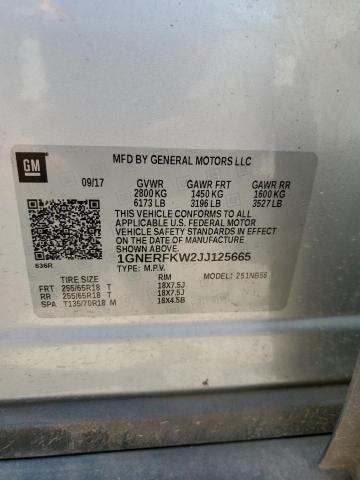 GM
MFD BY GENERAL MOTORS LLC
09/17 GVWR GAWR FRT GAWR RR
2800 KG 1450 KG 1600 KG
6173 LB 3196 LB 3527 LB
THIS VEHICLE CONFORMS TO ALL
APPLICABLE U.S. FEDERAL MOTOR
VEHICLE SAFETY STANDARDS IN
EFFECT ON THE DATE OF
MANUFACTURE SHOWN ABOVE.
1GNERFKW2JJ125665
636R TYPE: M.P.V. MODEL: 2S1NB56
TIRE SIZE RIM
FRT 255/65R18 T 18X7.5J
RR 255/65R18 T 18X7.5J
SPA T135/70R18 M 18X4.5B